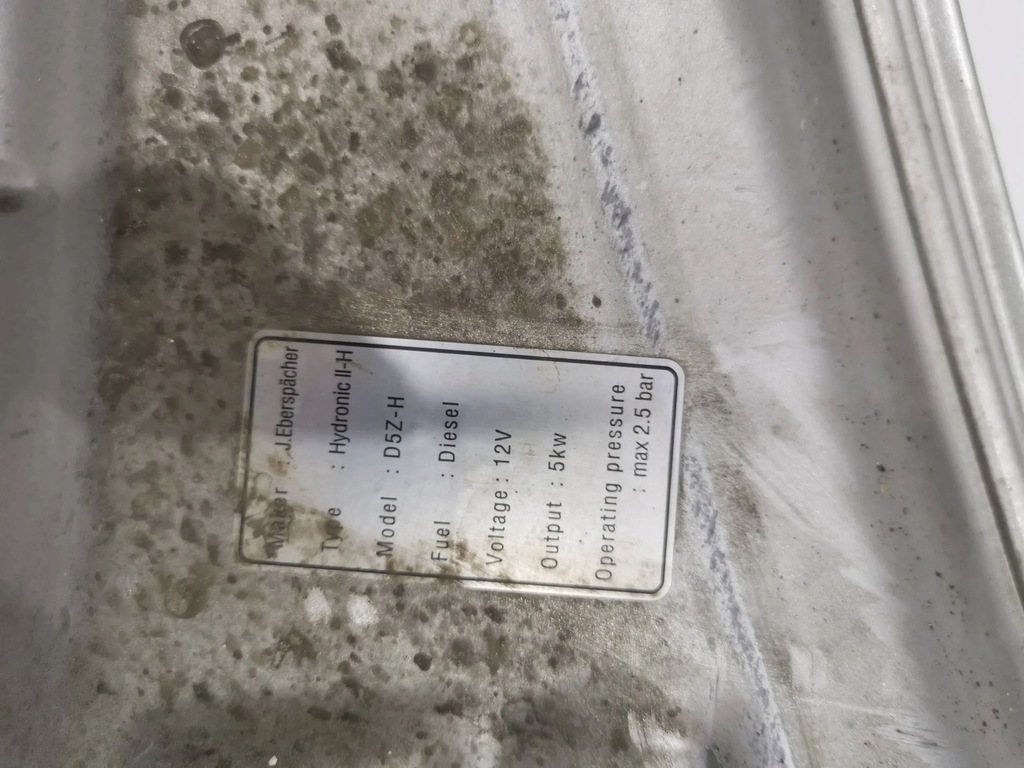 Maker : J.Eberspächer
Type : Hydronic II-H
Model : D5Z-H
Fuel : Diesel
Voltage : 12V
Output : 5kw
Operating pressure
: max 2.5 bar